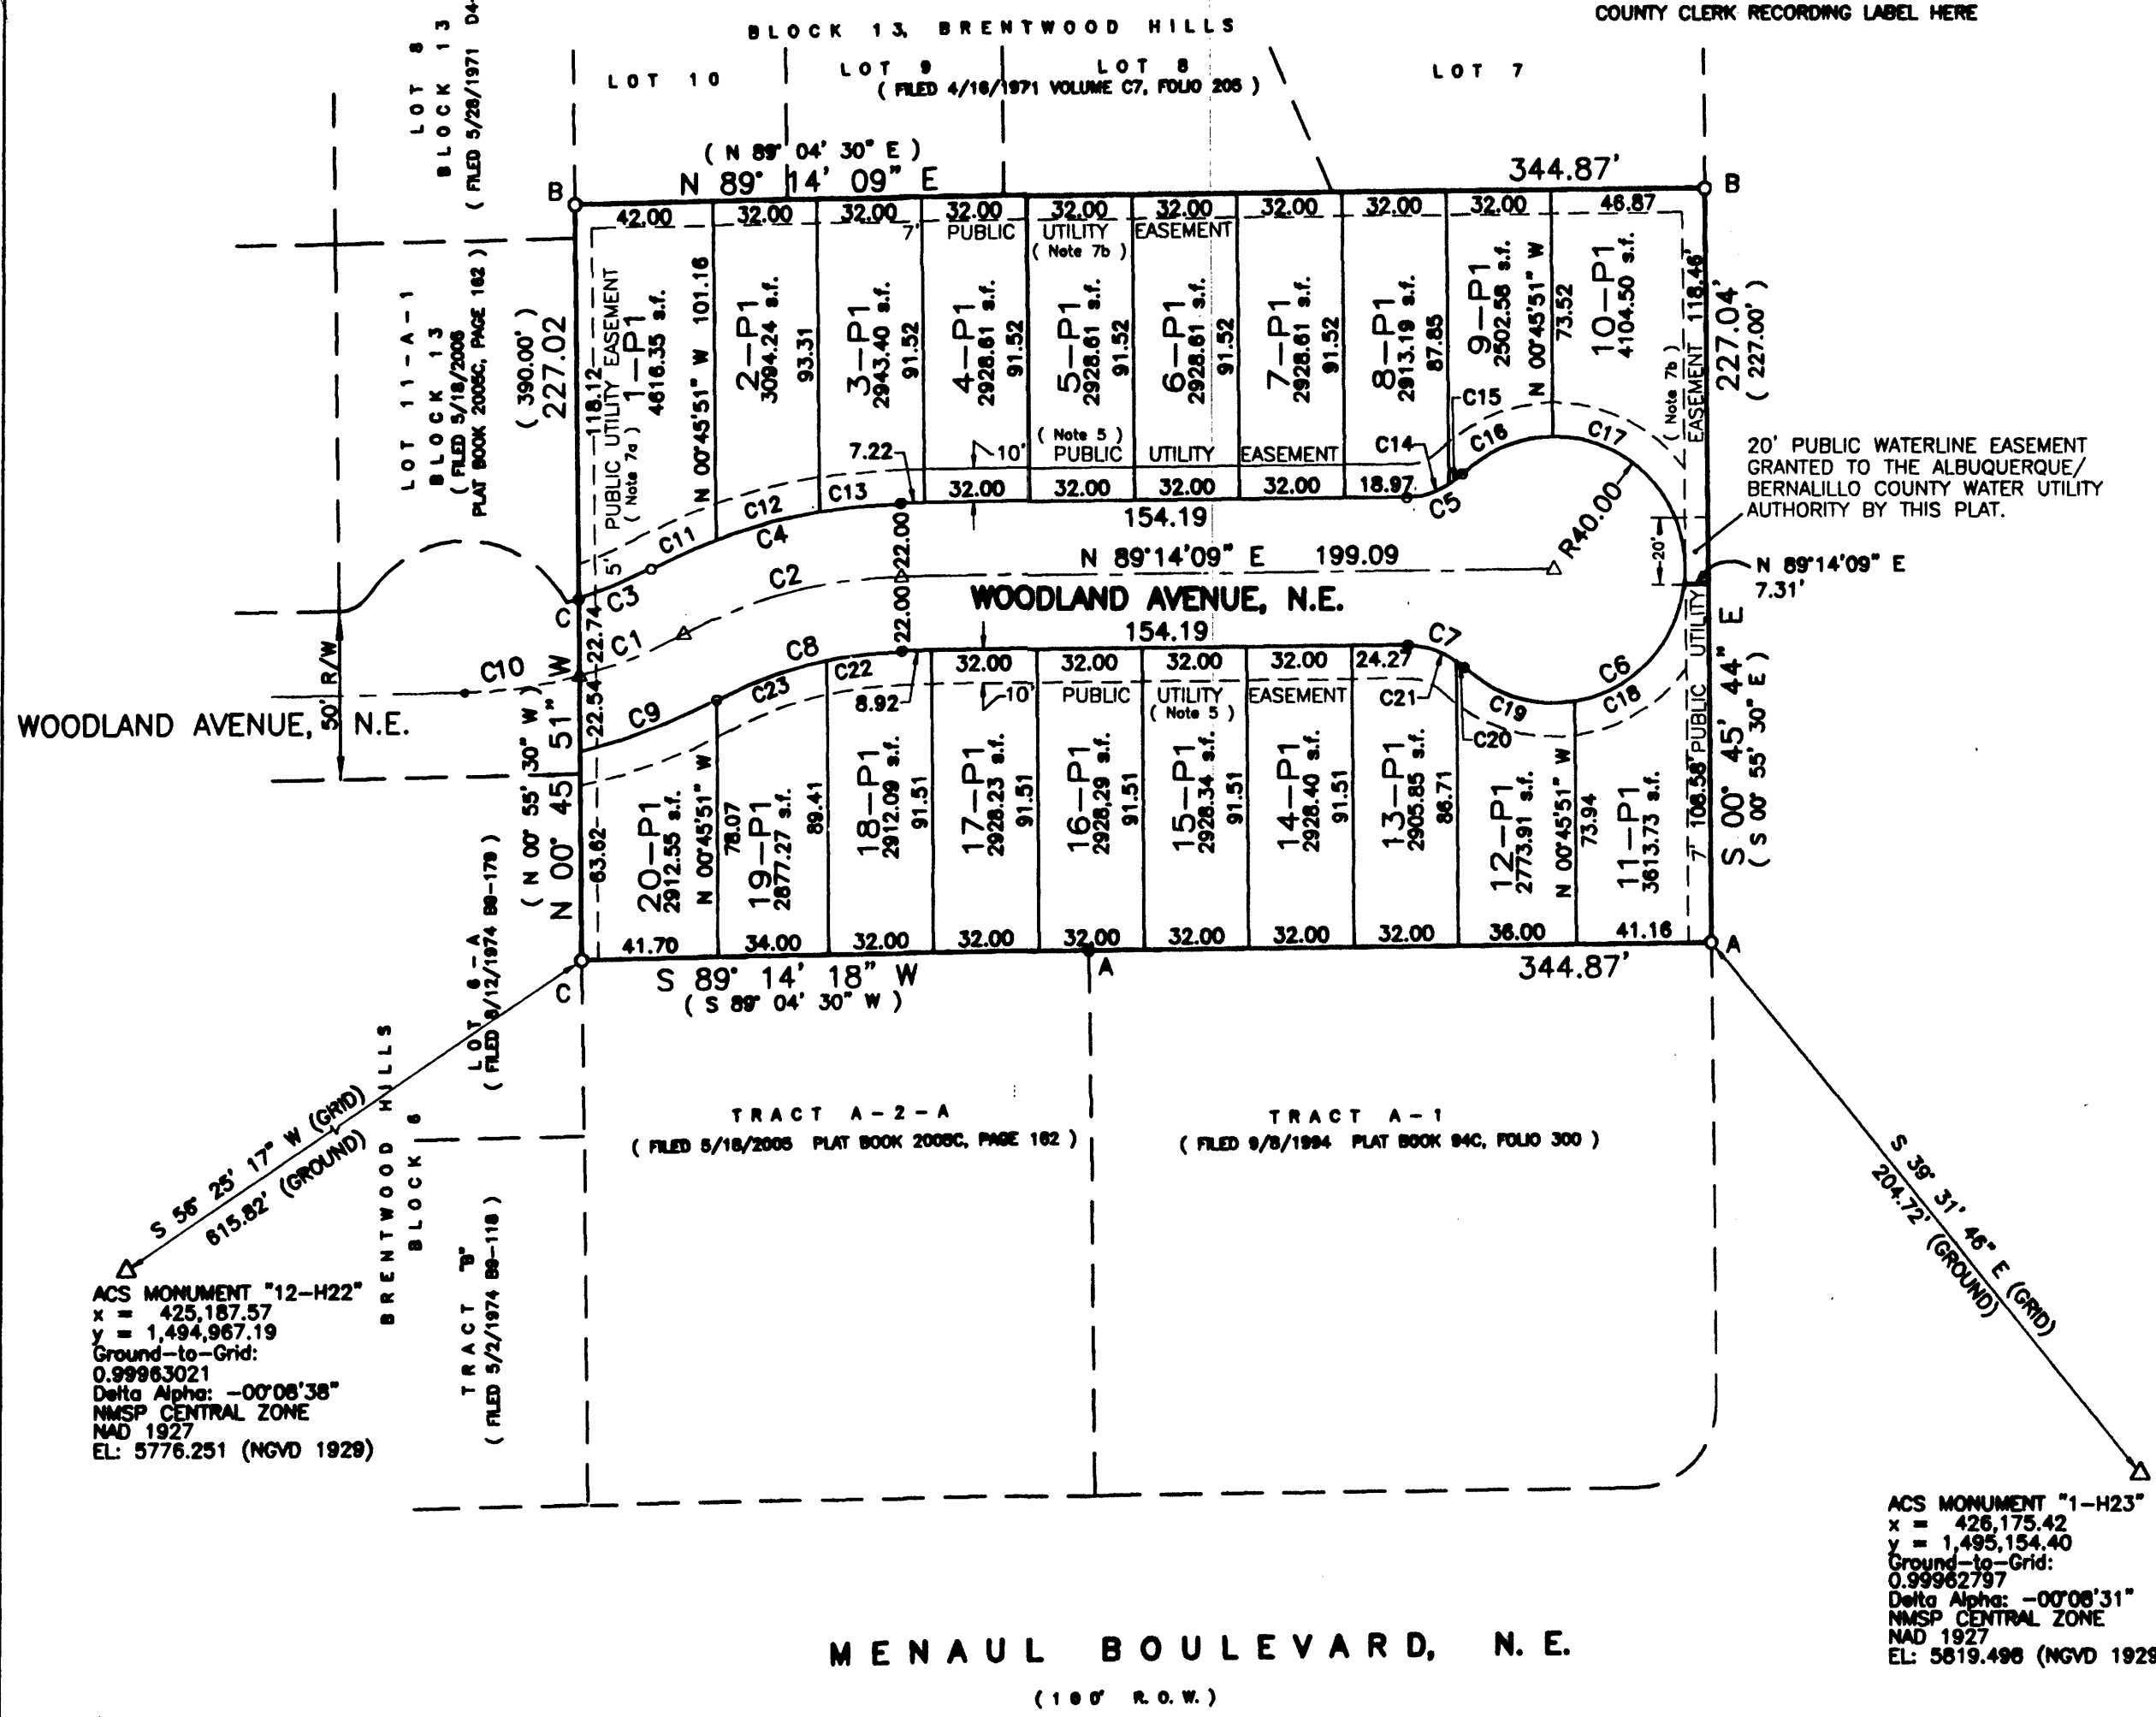 COUNTY CLERK RECORDING LABEL HERE
BLOCK 13, BRENTWOOD HILLS
LOT 10
LOT 9
LOT 8
LOT 7
( FILED 4/16/1971 VOLUME C7, FOLIO 205 )
LOT 8
BLOCK 13
( FILED 5/28/1971 D4-
( N 89° 04' 30" E )
N 89° 14' 09" E
344.87'
B
B
42.00
32.00
32.00
32.00
32.00
32.00
32.00
32.00
32.00
46.87
7'
PUBLIC UTILITY EASEMENT
( Note 7b )
LOT 11-A-1
BLOCK 13
( FILED 5/18/2005
PLAT BOOK 2005C, PAGE 162 )
( 390.00' )
227.02
118.12
5' PUBLIC UTILITY EASEMENT
( Note 7a )
1-P1
4616.35 s.f.
N 00°45'51" W 101.16
2-P1
3094.24 s.f.
93.31
3-P1
2943.40 s.f.
91.52
4-P1
2928.61 s.f.
91.52
5-P1
2928.61 s.f.
91.52
6-P1
2928.61 s.f.
91.52
7-P1
2928.61 s.f.
91.52
8-P1
2913.19 s.f.
87.85
9-P1
2502.58 s.f.
N 00°45'51" W
73.52
10-P1
4104.50 s.f.
( Note 7b )
EASEMENT 118.46'
227.04'
( 227.00' )
20' PUBLIC WATERLINE EASEMENT
GRANTED TO THE ALBUQUERQUE/
BERNALILLO COUNTY WATER UTILITY
AUTHORITY BY THIS PLAT.
C15
C14
C16
C17
C5
R40.00
20'
N 89°14'09" E
7.31'
7.22
10'
( Note 5 )
PUBLIC UTILITY EASEMENT
C13
C12
C11
C4
C3
C2
C1
32.00
32.00
32.00
32.00
18.97
154.19
22.00
22.00
N 89°14'09" E 199.09
WOODLAND AVENUE, N.E.
154.19
C
22.74
22.54
C10
50' R/W
WOODLAND AVENUE, N.E.
C9
C8
C23
C22
8.92
32.00
32.00
32.00
32.00
24.27
10'
PUBLIC UTILITY EASEMENT
( Note 5 )
C7
C21
C20
C19
C6
C18
( N 00° 55' 30" W )
N 00° 45' 51" W
63.62
20-P1
2912.55 s.f.
N 00°45'51" W
78.07
19-P1
2877.27 s.f.
89.41
18-P1
2912.09 s.f.
91.51
17-P1
2928.23 s.f.
91.51
16-P1
2928.29 s.f.
91.51
15-P1
2928.34 s.f.
91.51
14-P1
2928.40 s.f.
91.51
13-P1
2905.85 s.f.
86.71
12-P1
2773.91 s.f.
N 00°45'51" W
73.94
11-P1
3613.73 s.f.
7' 108.58' PUBLIC UTILITY
S 00° 45' 44" E
( S 00° 55' 30" E )
41.70
34.00
32.00
32.00
32.00
32.00
32.00
32.00
36.00
41.16
C
A
A
S 89° 14' 18" W
( S 89° 04' 30" W )
344.87'
LOT 6-A
( FILED 8/12/1974 B9-179 )
BRENTWOOD HILLS
BLOCK 6
TRACT "B"
( FILED 5/2/1974 B9-118 )
TRACT A-2-A
( FILED 5/18/2005 PLAT BOOK 2005C, PAGE 162 )
TRACT A-1
( FILED 9/8/1994 PLAT BOOK 94C, FOLIO 300 )
S 56° 25' 17" W (GRID)
615.82' (GROUND)
S 39° 31' 46" E (GRID)
204.72' (GROUND)
ACS MONUMENT "12-H22"
x = 425,187.57
y = 1,494,967.19
Ground-to-Grid:
0.99963021
Delta Alpha: -00°08'38"
NMSP CENTRAL ZONE
NAD 1927
EL: 5776.251 (NGVD 1929)
ACS MONUMENT "1-H23"
x = 426,175.42
y = 1,495,154.40
Ground-to-Grid:
0.99962797
Delta Alpha: -00°08'31"
NMSP CENTRAL ZONE
NAD 1927
EL: 5819.496 (NGVD 1929
MENAUL BOULEVARD, N.E.
(100' R.O.W.)